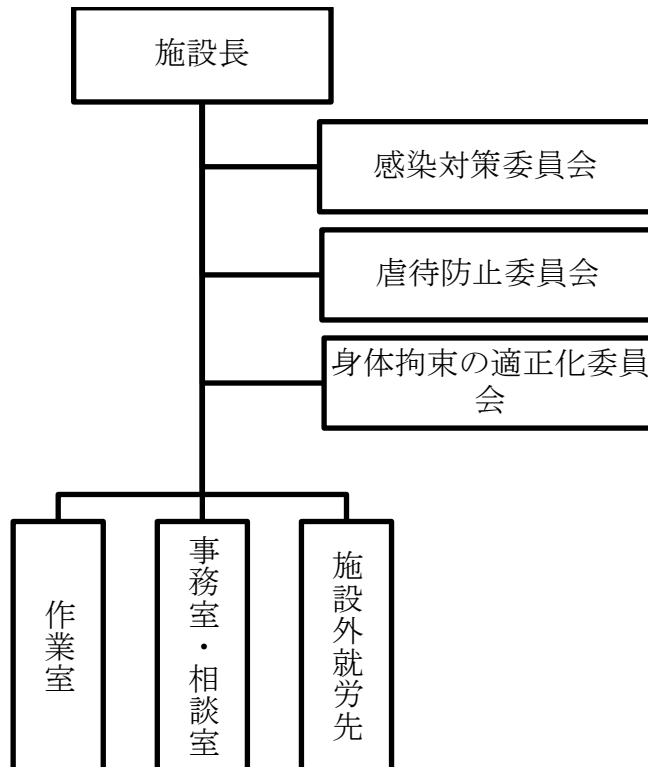 施設長
感染対策委員会
虐待防止委員会
身体拘束の適正化委員
会
作業室
事務室・相談室
施設外就労先